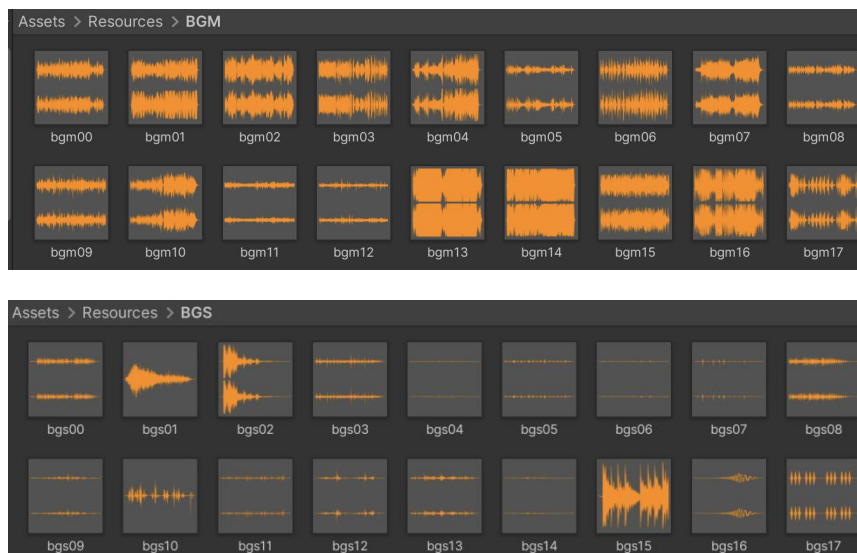 Assets > Resources > BGM
bgm00 bgm01 bgm02 bgm03 bgm04 bgm05 bgm06 bgm07 bgm08
bgm09 bgm10 bgm11 bgm12 bgm13 bgm14 bgm15 bgm16 bgm17
Assets > Resources > BGS
bgs00 bgs01 bgs02 bgs03 bgs04 bgs05 bgs06 bgs07 bgs08
bgs09 bgs10 bgs11 bgs12 bgs13 bgs14 bgs15 bgs16 bgs17